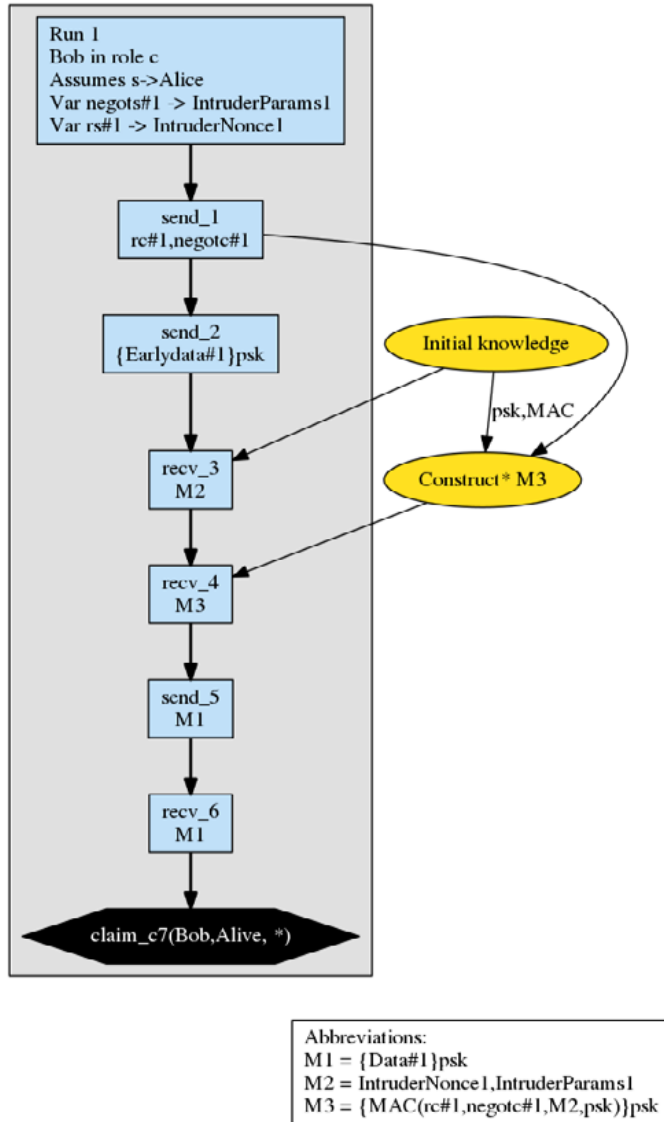 Run 1
Bob in role c
Assumes s->Alice
Var negots#1 -> IntruderParams1
Var rs#1 -> IntruderNonce1
send_1
rc#1,negotc#1
send_2
{Earlydata#1}psk
Initial knowledge
psk,MAC
recv_3
M2
Construct* M3
recv_4
M3
send_5
M1
recv_6
M1
claim_c7(Bob,Alive, *)
Abbreviations:
M1 = {Data#1}psk
M2 = IntruderNonce1,IntruderParams1
M3 = {MAC(rc#1,negotc#1,M2,psk)}psk